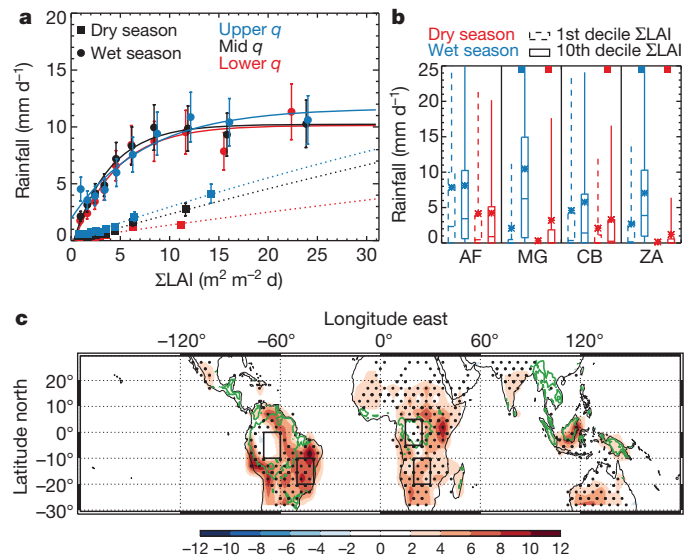 a
Dry season
Wet season
Upper q
Mid q
Lower q
Rainfall (mm d⁻¹)
20
15
10
5
0
0 5 10 15 20 25 30
ΣLAI (m² m⁻² d)
b
Dry season
Wet season
1st decile ΣLAI
10th decile ΣLAI
Rainfall (mm d⁻¹)
25
20
15
10
5
0
AF MG CB ZA
c
Longitude east
−120° −60° 0° 60° 120°
Latitude north
20°
10°
0°
−10°
−20°
−30°
−12 −10 −8 −6 −4 −2 0 2 4 6 8 10 12